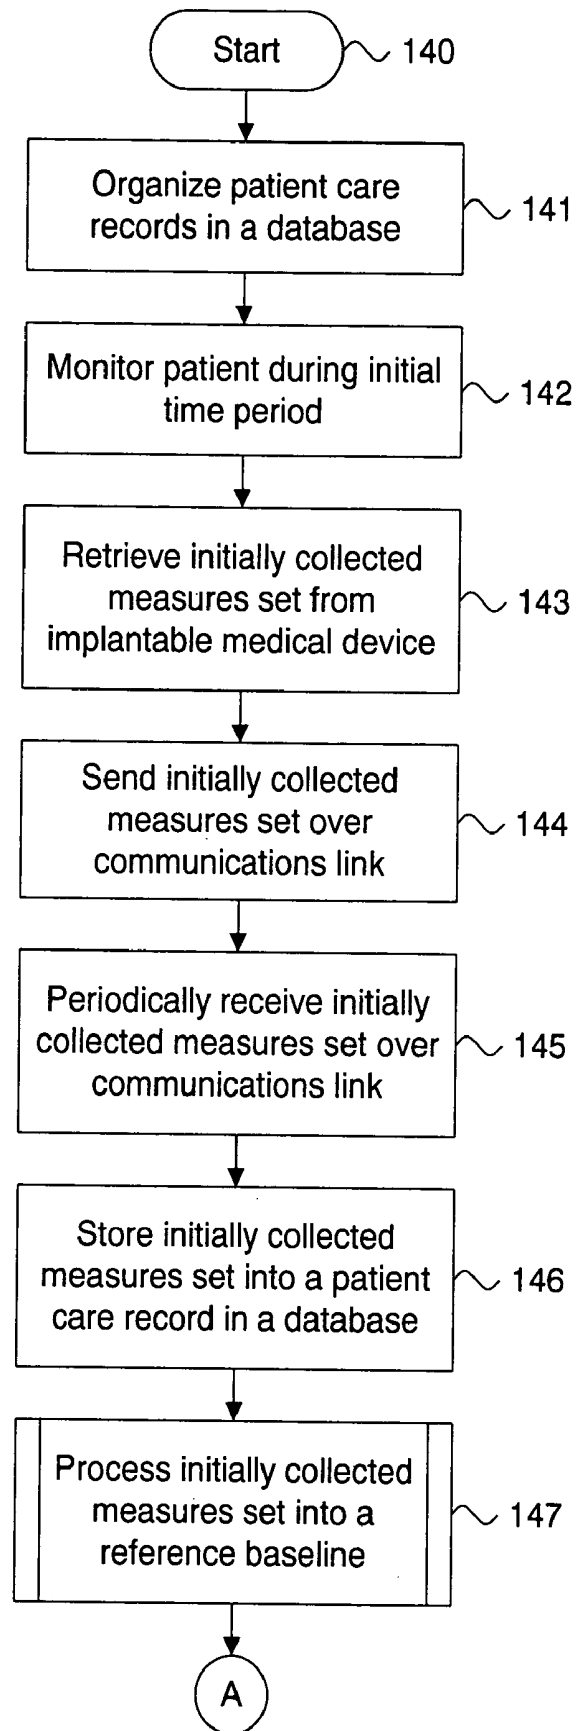 Start
140
Organize patient care
records in a database
141
Monitor patient during initial
time period
142
Retrieve initially collected
measures set from
implantable medical device
143
Send initially collected
measures set over
communications link
144
Periodically receive initially
collected measures set over
communications link
145
Store initially collected
measures set into a patient
care record in a database
146
Process initially collected
measures set into a
reference baseline
147
A